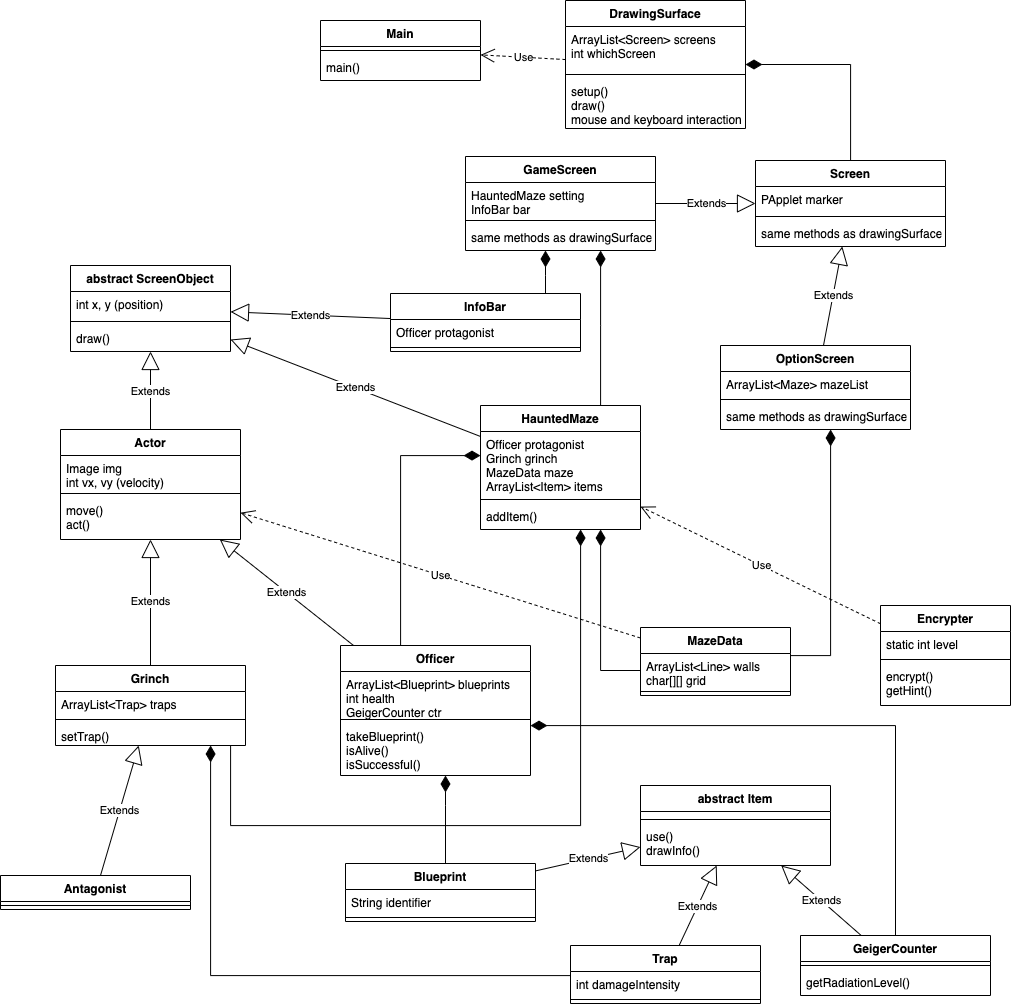 DrawingSurface
ArrayList<Screen> screens
int whichScreen
setup()
draw()
mouse and keyboard interaction
Main
main()
Use
GameScreen
HauntedMaze setting
InfoBar bar
same methods as drawingSurface
Extends
Screen
PApplet marker
same methods as drawingSurface
abstract ScreenObject
int x, y (position)
draw()
Extends
InfoBar
Officer protagonist
Extends
OptionScreen
ArrayList<Maze> mazeList
same methods as drawingSurface
Extends
Extends
HauntedMaze
Officer protagonist
Grinch grinch
MazeData maze
ArrayList<Item> items
addItem()
Actor
Image img
int vx, vy (velocity)
move()
act()
Use
Use
Extends
Extends
Encrypter
static int level
encrypt()
getHint()
MazeData
ArrayList<Line> walls
char[][] grid
Officer
ArrayList<Blueprint> blueprints
int health
GeigerCounter ctr
takeBlueprint()
isAlive()
isSuccessful()
Grinch
ArrayList<Trap> traps
setTrap()
Extends
abstract Item
use()
drawInfo()
Extends
Antagonist
Blueprint
String identifier
Extends
Extends
Trap
int damageIntensity
GeigerCounter
getRadiationLevel()